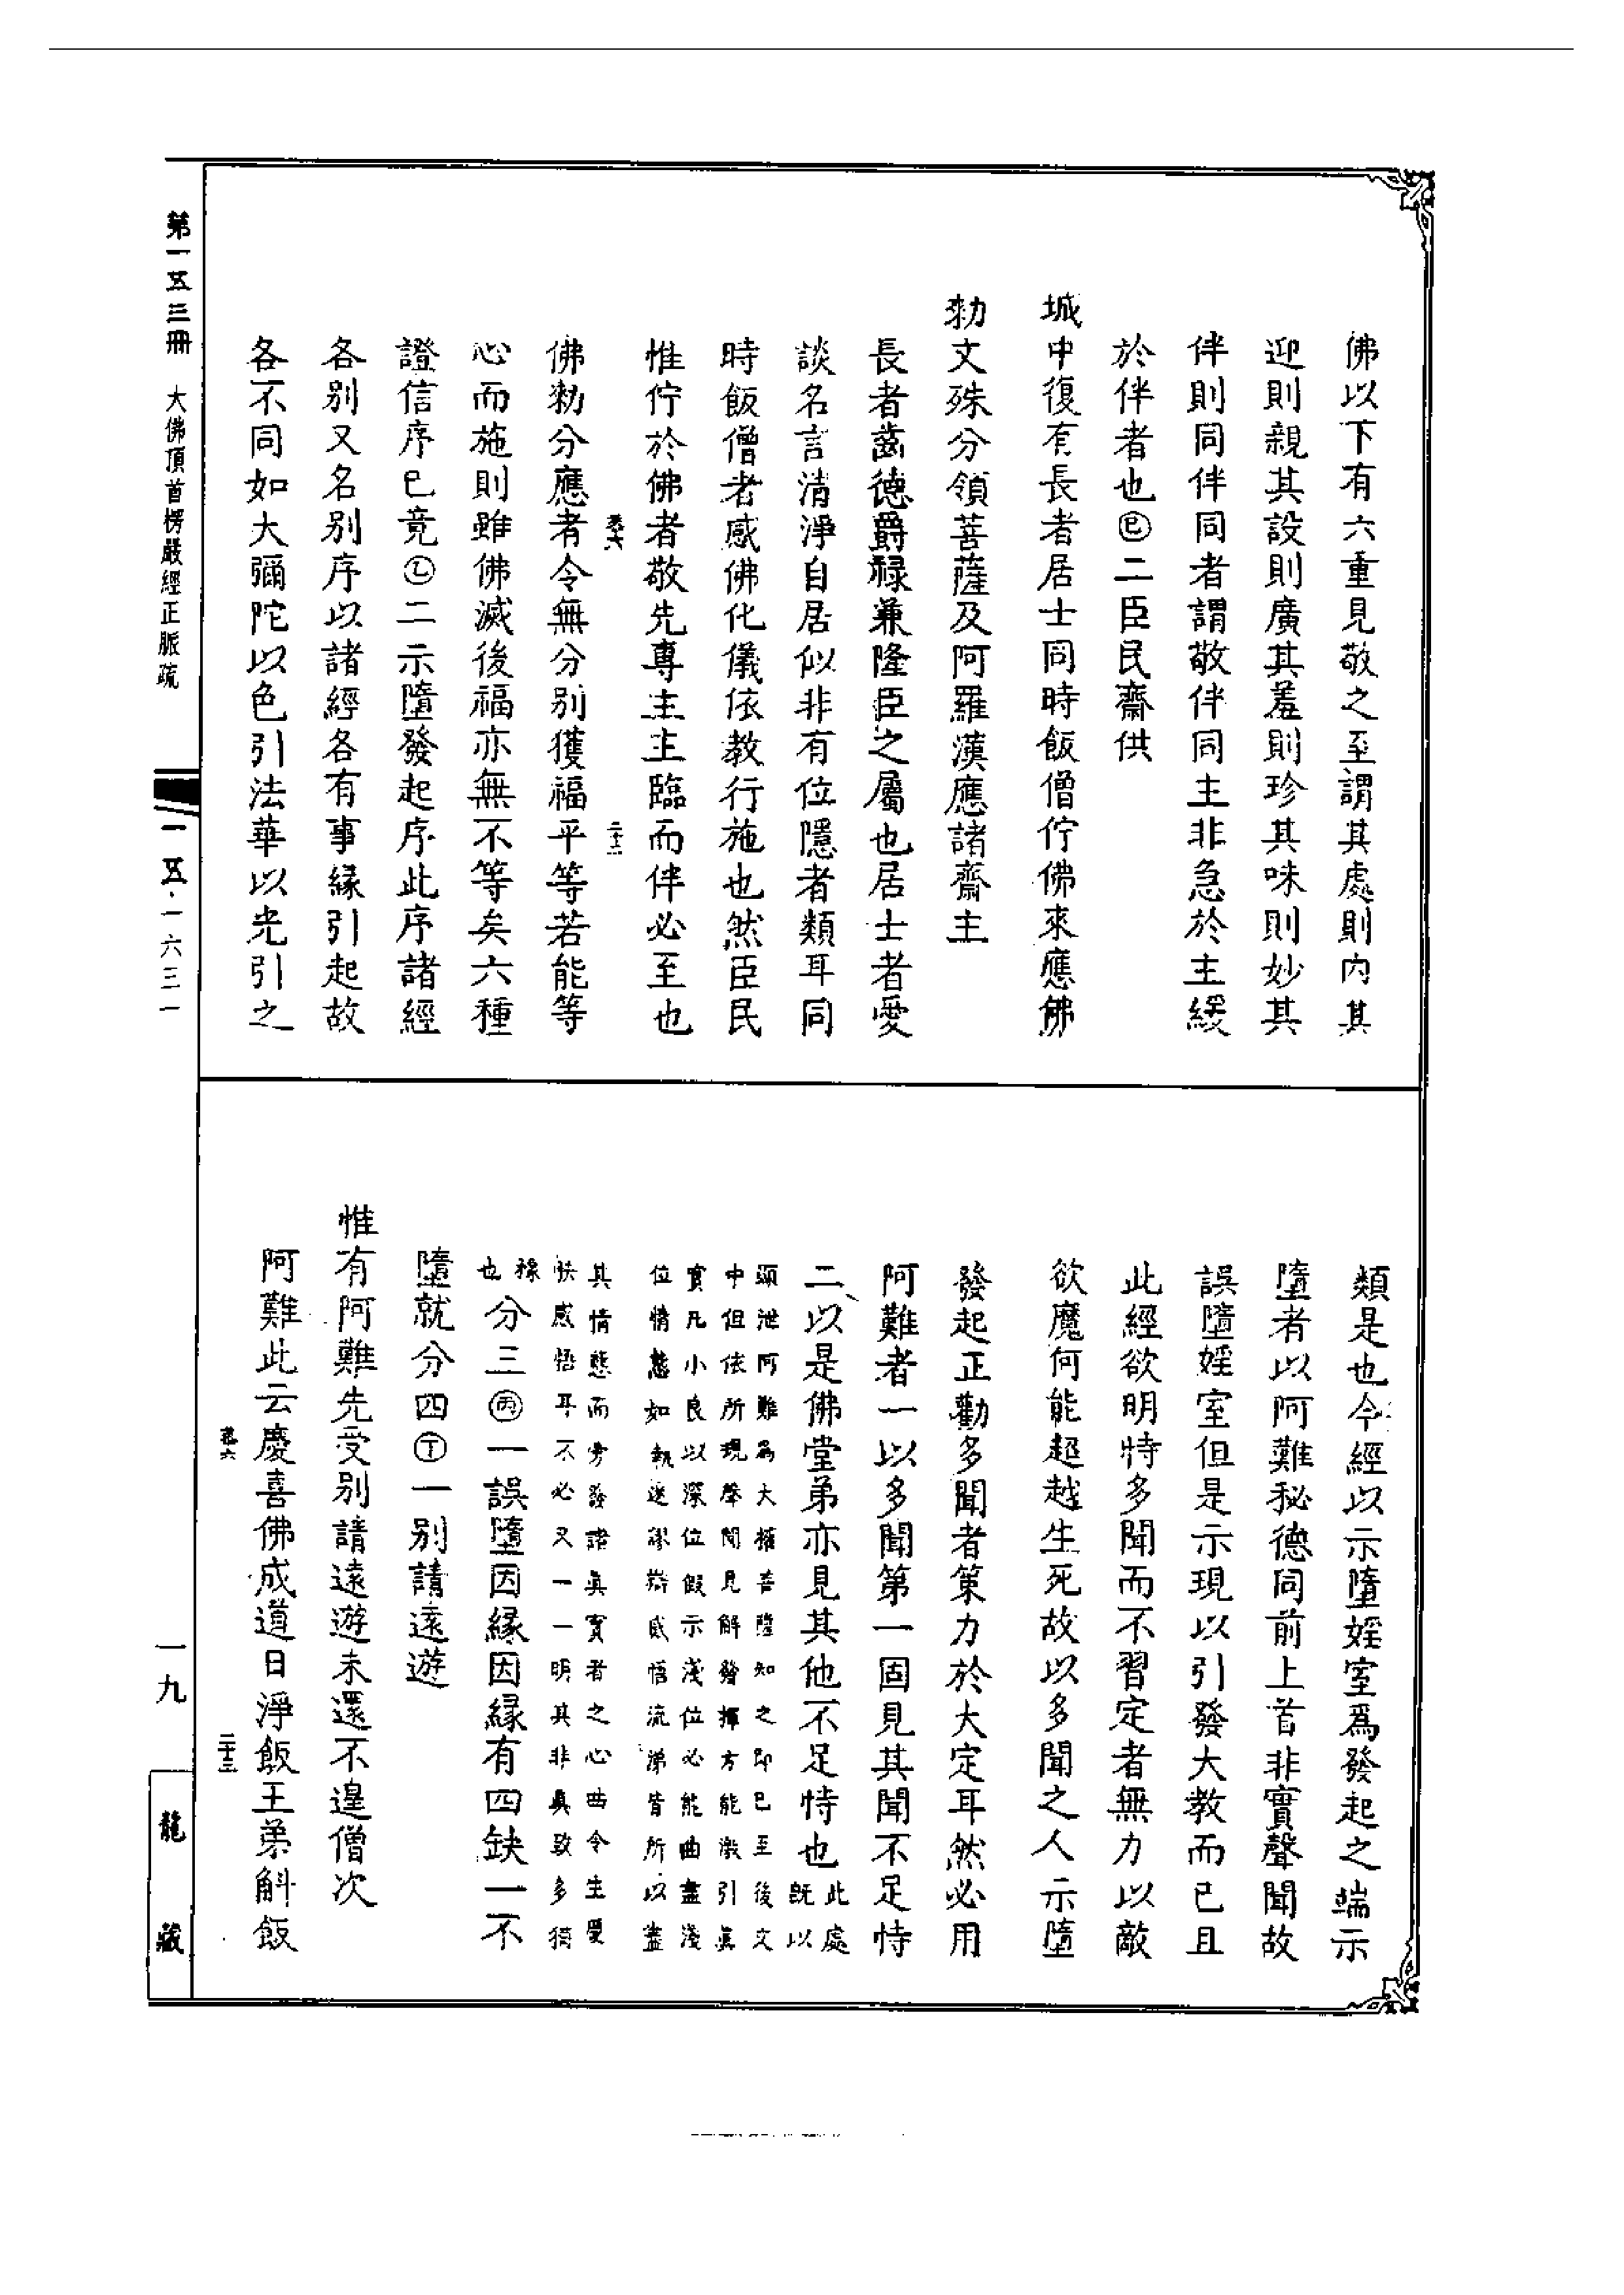 佛以下有六重見敬之至謂其處則內其
迎則親其設則廣其羞則珍其味則妙其
伴則同伴同者謂敬伴同主非急於主緩
於伴者也㊁二臣民齋供
城中復有長者居士同時飯僧佇佛來應佛
勑文殊分領菩薩及阿羅漢應諸齋主
長者齒德爵祿兼隆臣之屬也居士者愛
談名言清淨自居似非有位隱者類耳同
時飯僧者感佛化儀依教行施也然臣民
惟佇於佛者敬先專主主臨而伴必至也
佛勑分應者令無分別獲福平等若能等
心而施則雖佛滅後福亦無不等矣六種
證信序已竟乙二示墮發起序此序諸經
各別又名別序以諸經各有事緣引起故
各不同如大彌陀以色引法華以光引之
第一五三冊 大佛頂首楞嚴經正脈疏
一五·一六三一
類是也今經以示墮婬室爲發起之端示
墮者以阿難秘德同前上首非實聲聞故
誤墮婬室但是示現以引發大教而已且
此經欲明特多聞而不習定者無力以敵
欲魔何能超越生死故以多聞之人示墮
發起正勸多聞者策力於大定耳然必用
阿難者一以多聞第一固見其聞不足恃
二以是佛堂弟亦見其他不足恃也此處既以
顯泄阿難爲大權菩薩知之即已至後文
中但依所現聲聞見解發揮方能激引眞
實凡小良以深位假示淺位必能曲盡淺
位情態如執迷謬辯感悟流涕皆所以盡
其情態而旁發諸眞實者之心曲令生愛
快感悟耳不必又一一明其非眞致多猜
㺄也分三丙一誤墮因緣因緣有四缺一不
墮就分四丁一別請遠遊
惟有阿難先受別請遠遊未還不遑僧次
阿難此云慶喜佛成道日淨飯王弟斛飯
一九
龍藏